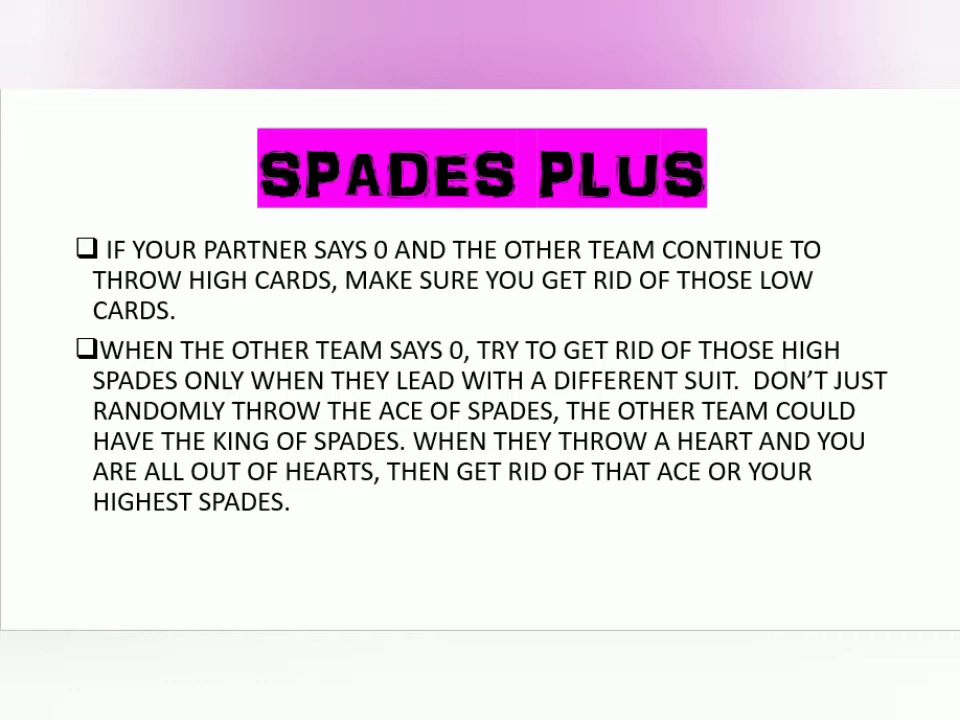 SPADES PLUS
❑ IF YOUR PARTNER SAYS 0 AND THE OTHER TEAM CONTINUE TO
THROW HIGH CARDS, MAKE SURE YOU GET RID OF THOSE LOW
CARDS.
❑WHEN THE OTHER TEAM SAYS 0, TRY TO GET RID OF THOSE HIGH
SPADES ONLY WHEN THEY LEAD WITH A DIFFERENT SUIT.  DON’T JUST
RANDOMLY THROW THE ACE OF SPADES, THE OTHER TEAM COULD
HAVE THE KING OF SPADES. WHEN THEY THROW A HEART AND YOU
ARE ALL OUT OF HEARTS, THEN GET RID OF THAT ACE OR YOUR
HIGHEST SPADES.